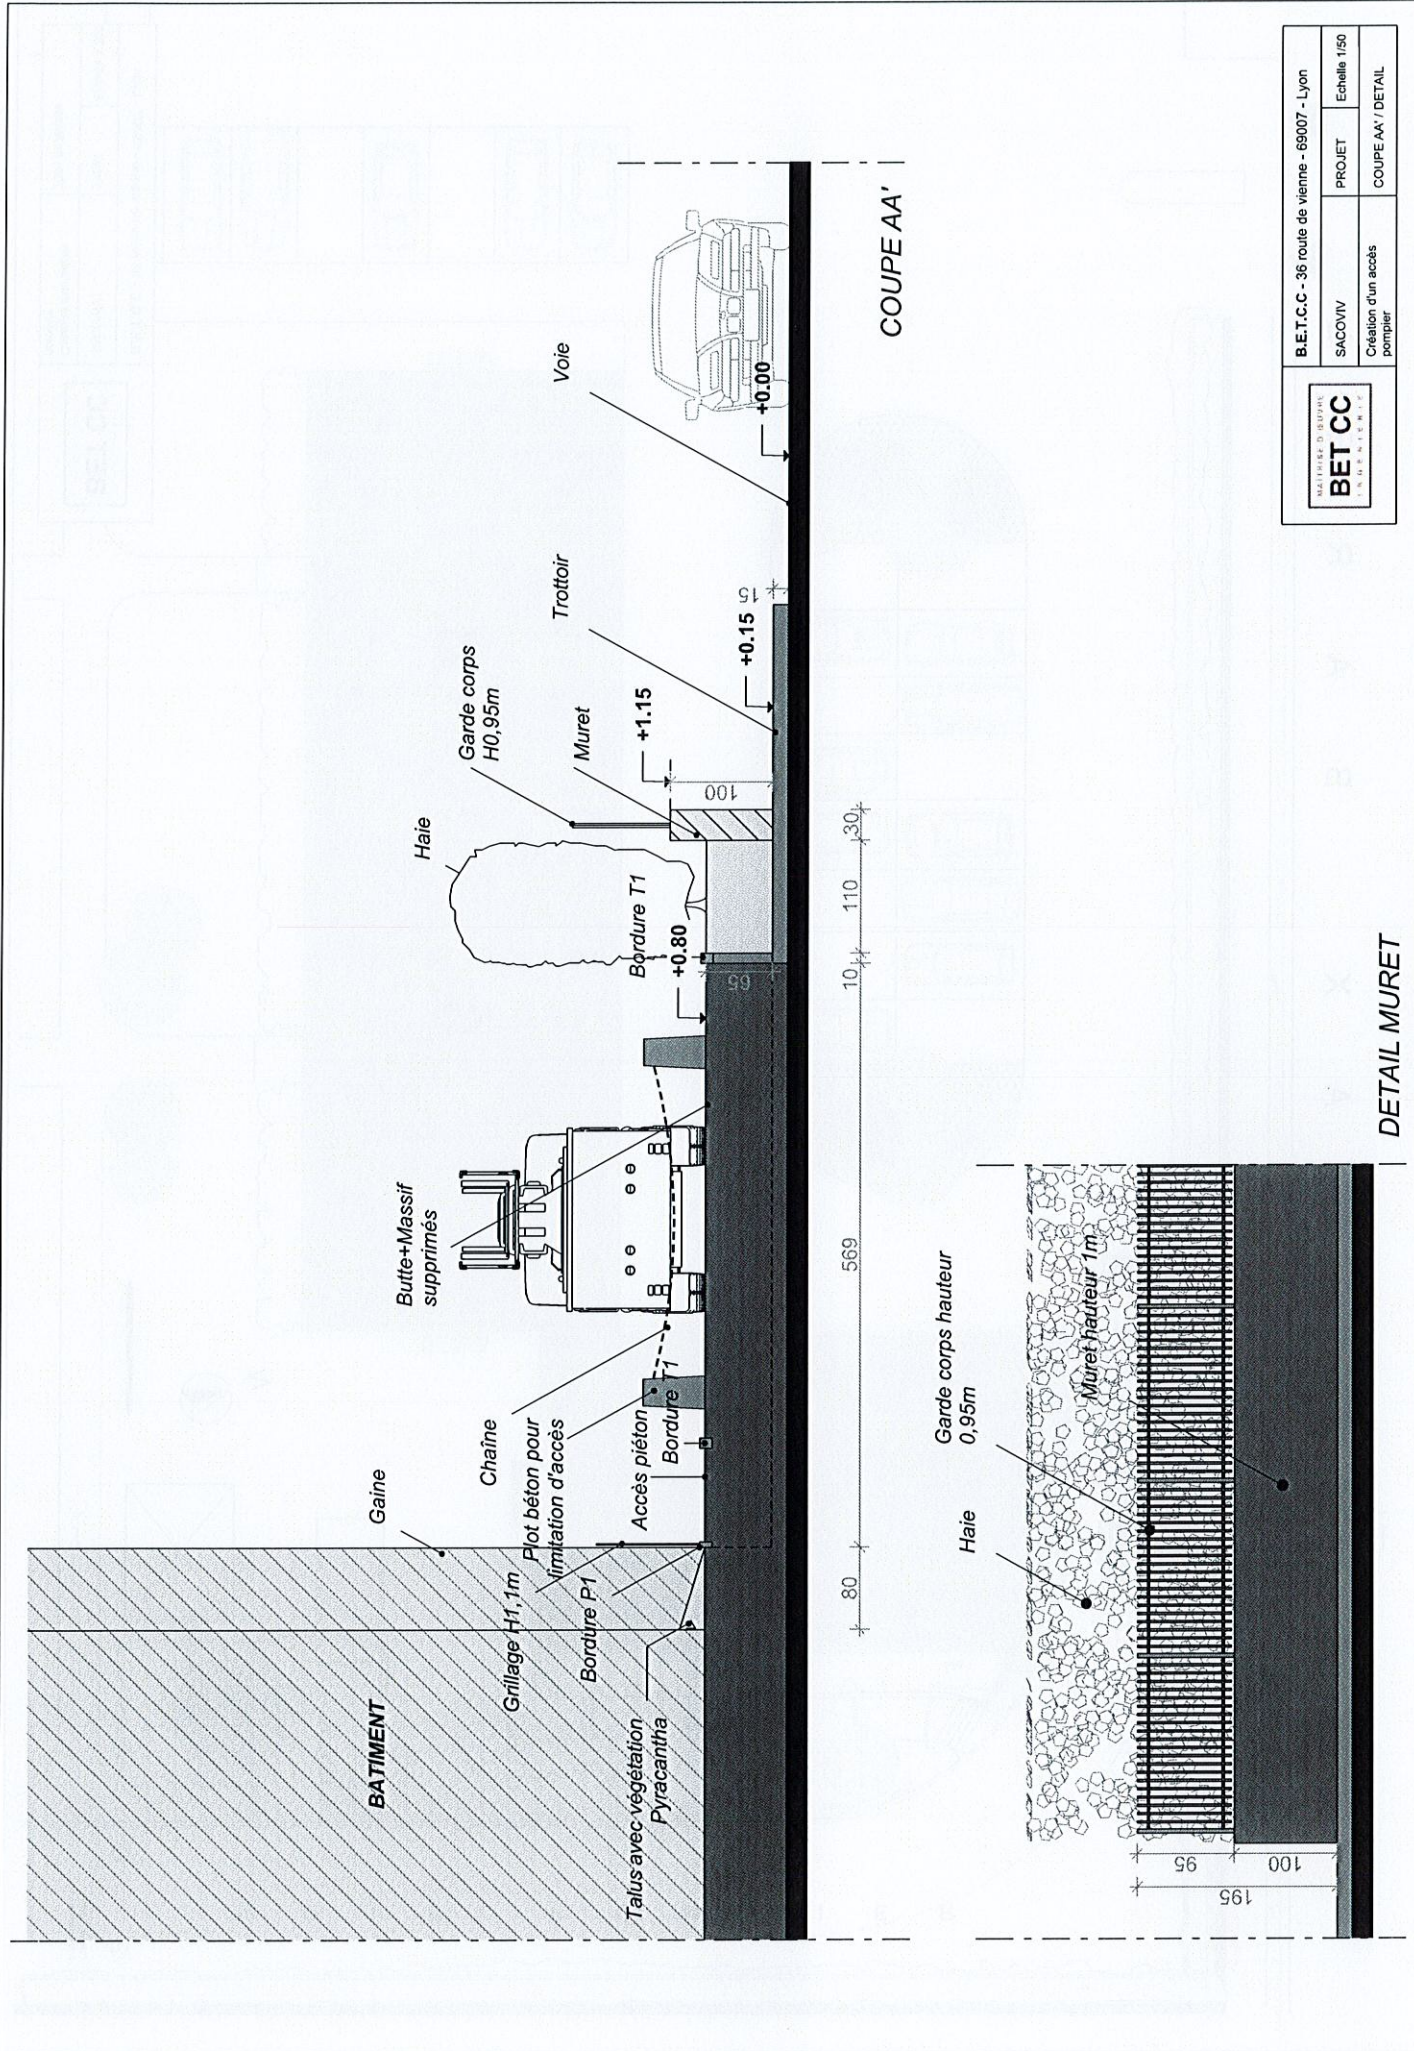 BATIMENT
Gaine
Talus avec végétation
Pyracantha
Bordure P1
Grillage H1,1m
Plot béton pour
limitation d'accès
Chaîne
Accès piéton
Bordure T1
Butte+Massif
supprimés
Haie
Bordure T1
+0.80
Garde corps
H0,95m
Muret
+1.15
Trottoir
+0.15
Voie
+0.00
65
100
15
80
569
10
110
30
COUPE AA'
Haie
Garde corps hauteur
0,95m
Muret hauteur 1m
95
100
195
DETAIL MURET
MAITRISE D ŒUVRE
BET CC
INGENIERIE
B.E.T.C.C - 36 route de vienne - 69007 - Lyon
SACOVIV
PROJET
Echelle 1/50
Création d'un accès
pompier
COUPE AA' / DETAIL